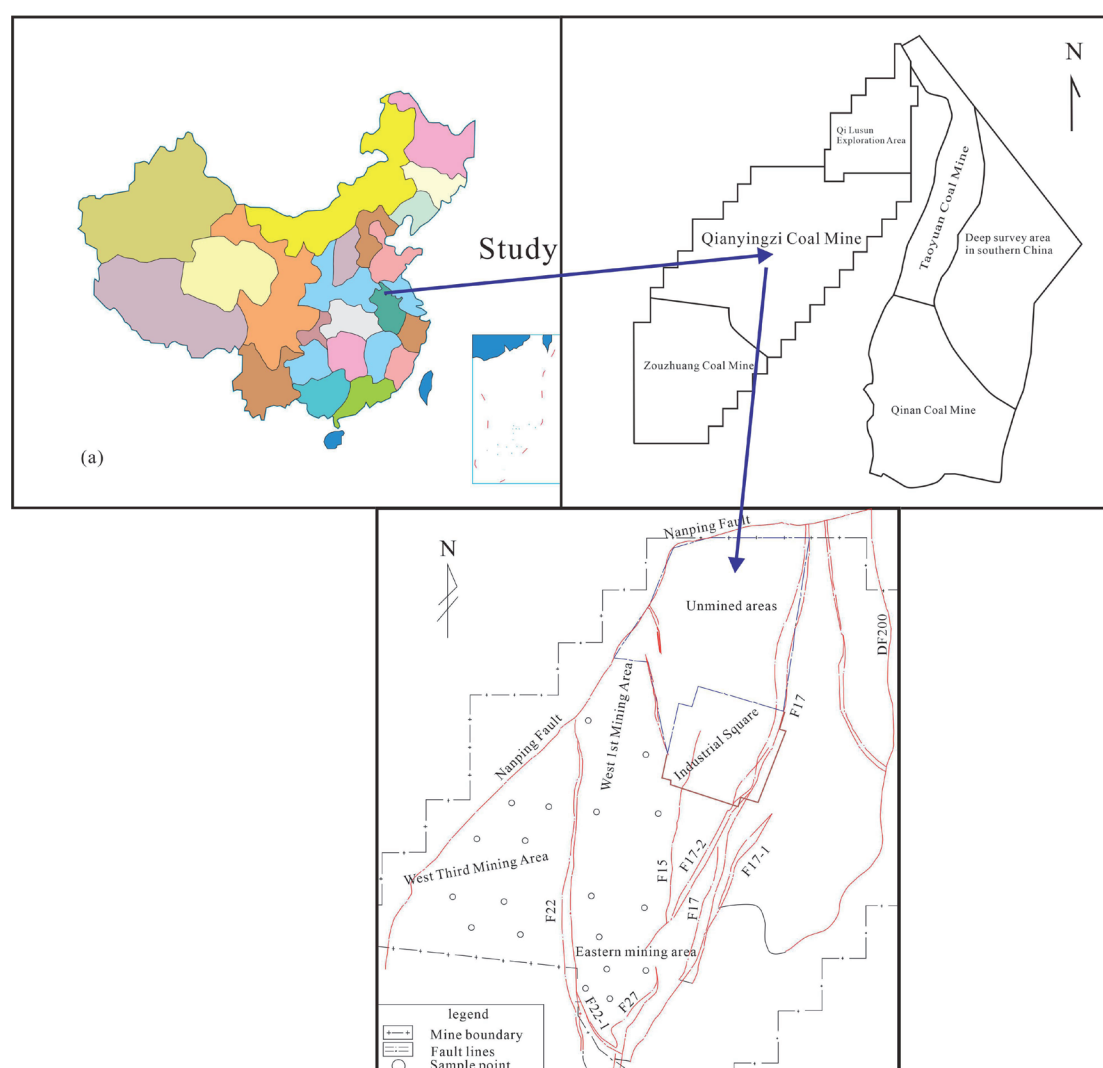 Study
(a)
N
Qi Lusun
Exploration Area
Taoyuan Coal Mine
Qianyingzi Coal Mine
Deep survey area
in southern China
Zouzhuang Coal Mine
Qinan Coal Mine
Nanping Fault
N
Unmined areas
DF200
West 1st Mining Area
F17
Industrial Square
Nanping Fault
F15
F17-2
F17-1
West Third Mining Area
F22
F17
Eastern mining area
F22-1
F27
legend
Mine boundary
Fault lines
Sample point